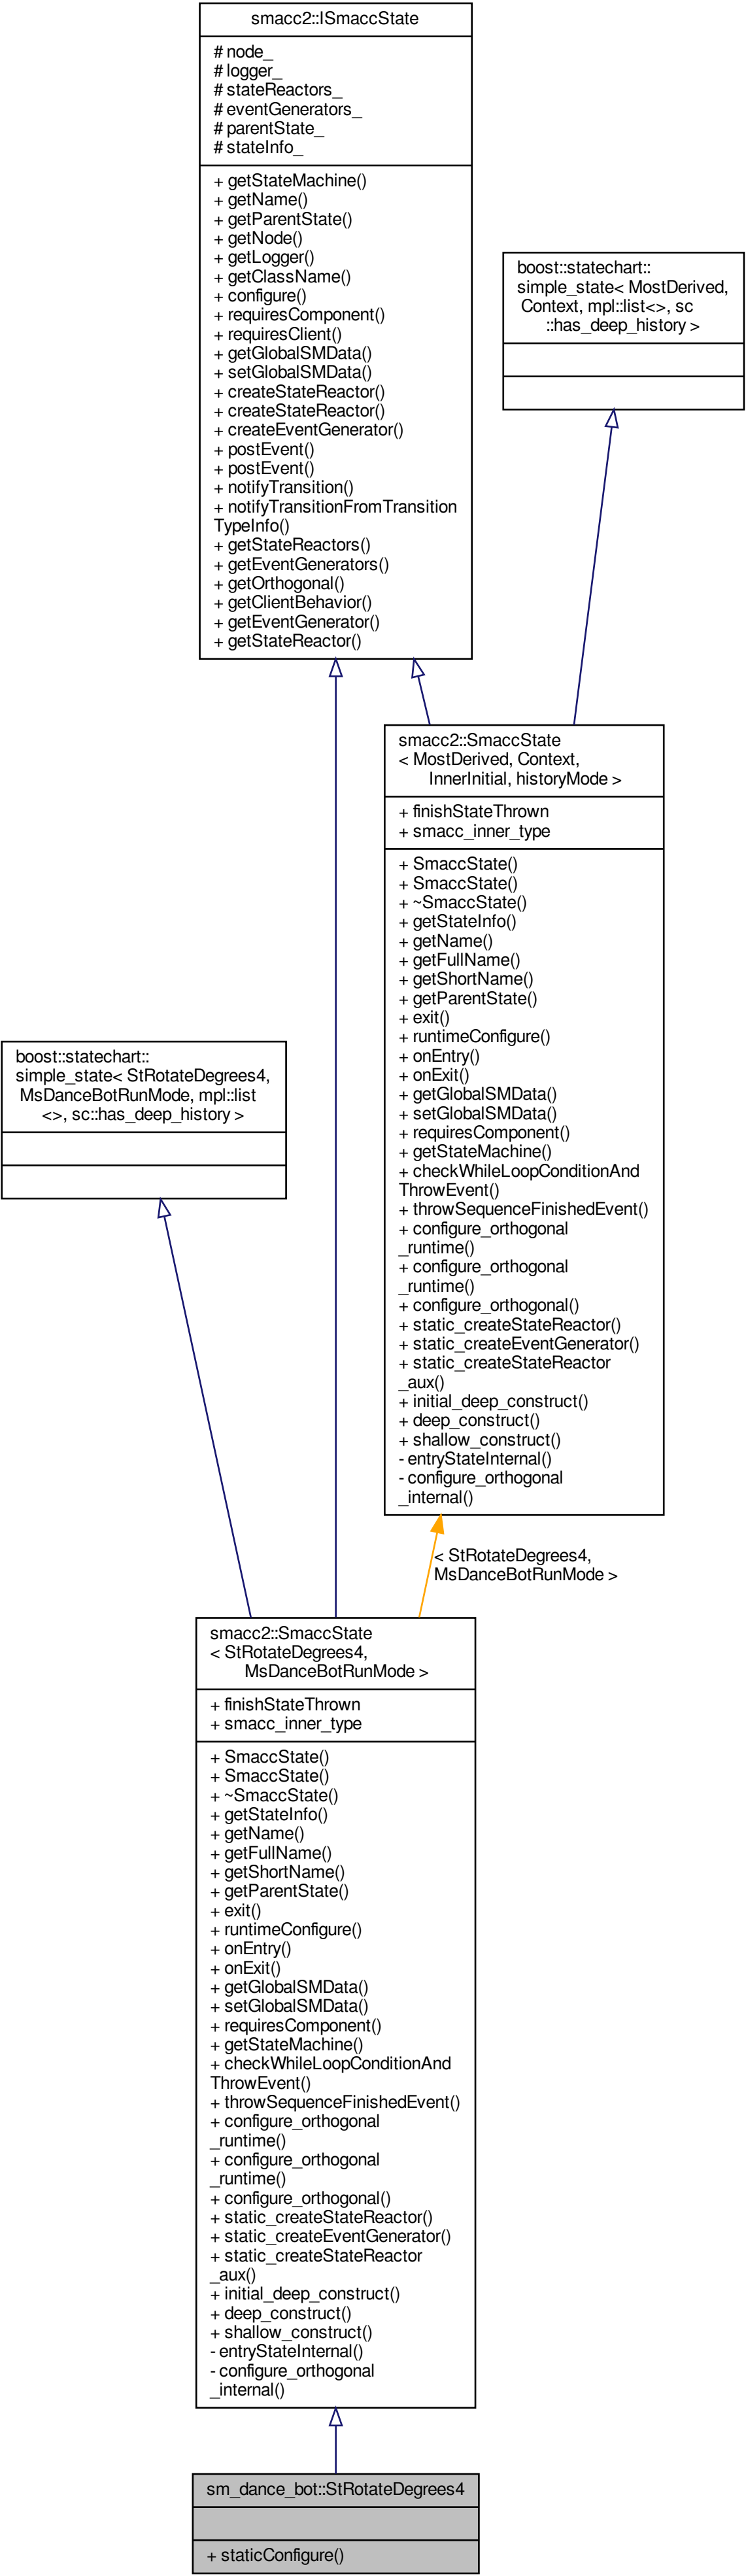 smacc2::ISmaccState
# node_
# logger_
# stateReactors_
# eventGenerators_
# parentState_
# stateInfo_
+ getStateMachine()
+ getName()
+ getParentState()
+ getNode()
+ getLogger()
+ getClassName()
+ configure()
+ requiresComponent()
+ requiresClient()
+ getGlobalSMData()
+ setGlobalSMData()
+ createStateReactor()
+ createStateReactor()
+ createEventGenerator()
+ postEvent()
+ postEvent()
+ notifyTransition()
+ notifyTransitionFromTransition
TypeInfo()
+ getStateReactors()
+ getEventGenerators()
+ getOrthogonal()
+ getClientBehavior()
+ getEventGenerator()
+ getStateReactor()
boost::statechart::
simple_state< MostDerived,
Context, mpl::list<>, sc
::has_deep_history >
smacc2::SmaccState
< MostDerived, Context,
InnerInitial, historyMode >
+ finishStateThrown
+ smacc_inner_type
+ SmaccState()
+ SmaccState()
+ ~SmaccState()
+ getStateInfo()
+ getName()
+ getFullName()
+ getShortName()
+ getParentState()
+ exit()
+ runtimeConfigure()
+ onEntry()
+ onExit()
+ getGlobalSMData()
+ setGlobalSMData()
+ requiresComponent()
+ getStateMachine()
+ checkWhileLoopConditionAnd
ThrowEvent()
+ throwSequenceFinishedEvent()
+ configure_orthogonal
_runtime()
+ configure_orthogonal
_runtime()
+ configure_orthogonal()
+ static_createStateReactor()
+ static_createEventGenerator()
+ static_createStateReactor
_aux()
+ initial_deep_construct()
+ deep_construct()
+ shallow_construct()
- entryStateInternal()
- configure_orthogonal
_internal()
boost::statechart::
simple_state< StRotateDegrees4,
MsDanceBotRunMode, mpl::list
<>, sc::has_deep_history >
< StRotateDegrees4,
MsDanceBotRunMode >
smacc2::SmaccState
< StRotateDegrees4,
MsDanceBotRunMode >
+ finishStateThrown
+ smacc_inner_type
+ SmaccState()
+ SmaccState()
+ ~SmaccState()
+ getStateInfo()
+ getName()
+ getFullName()
+ getShortName()
+ getParentState()
+ exit()
+ runtimeConfigure()
+ onEntry()
+ onExit()
+ getGlobalSMData()
+ setGlobalSMData()
+ requiresComponent()
+ getStateMachine()
+ checkWhileLoopConditionAnd
ThrowEvent()
+ throwSequenceFinishedEvent()
+ configure_orthogonal
_runtime()
+ configure_orthogonal
_runtime()
+ configure_orthogonal()
+ static_createStateReactor()
+ static_createEventGenerator()
+ static_createStateReactor
_aux()
+ initial_deep_construct()
+ deep_construct()
+ shallow_construct()
- entryStateInternal()
- configure_orthogonal
_internal()
sm_dance_bot::StRotateDegrees4
+ staticConfigure()